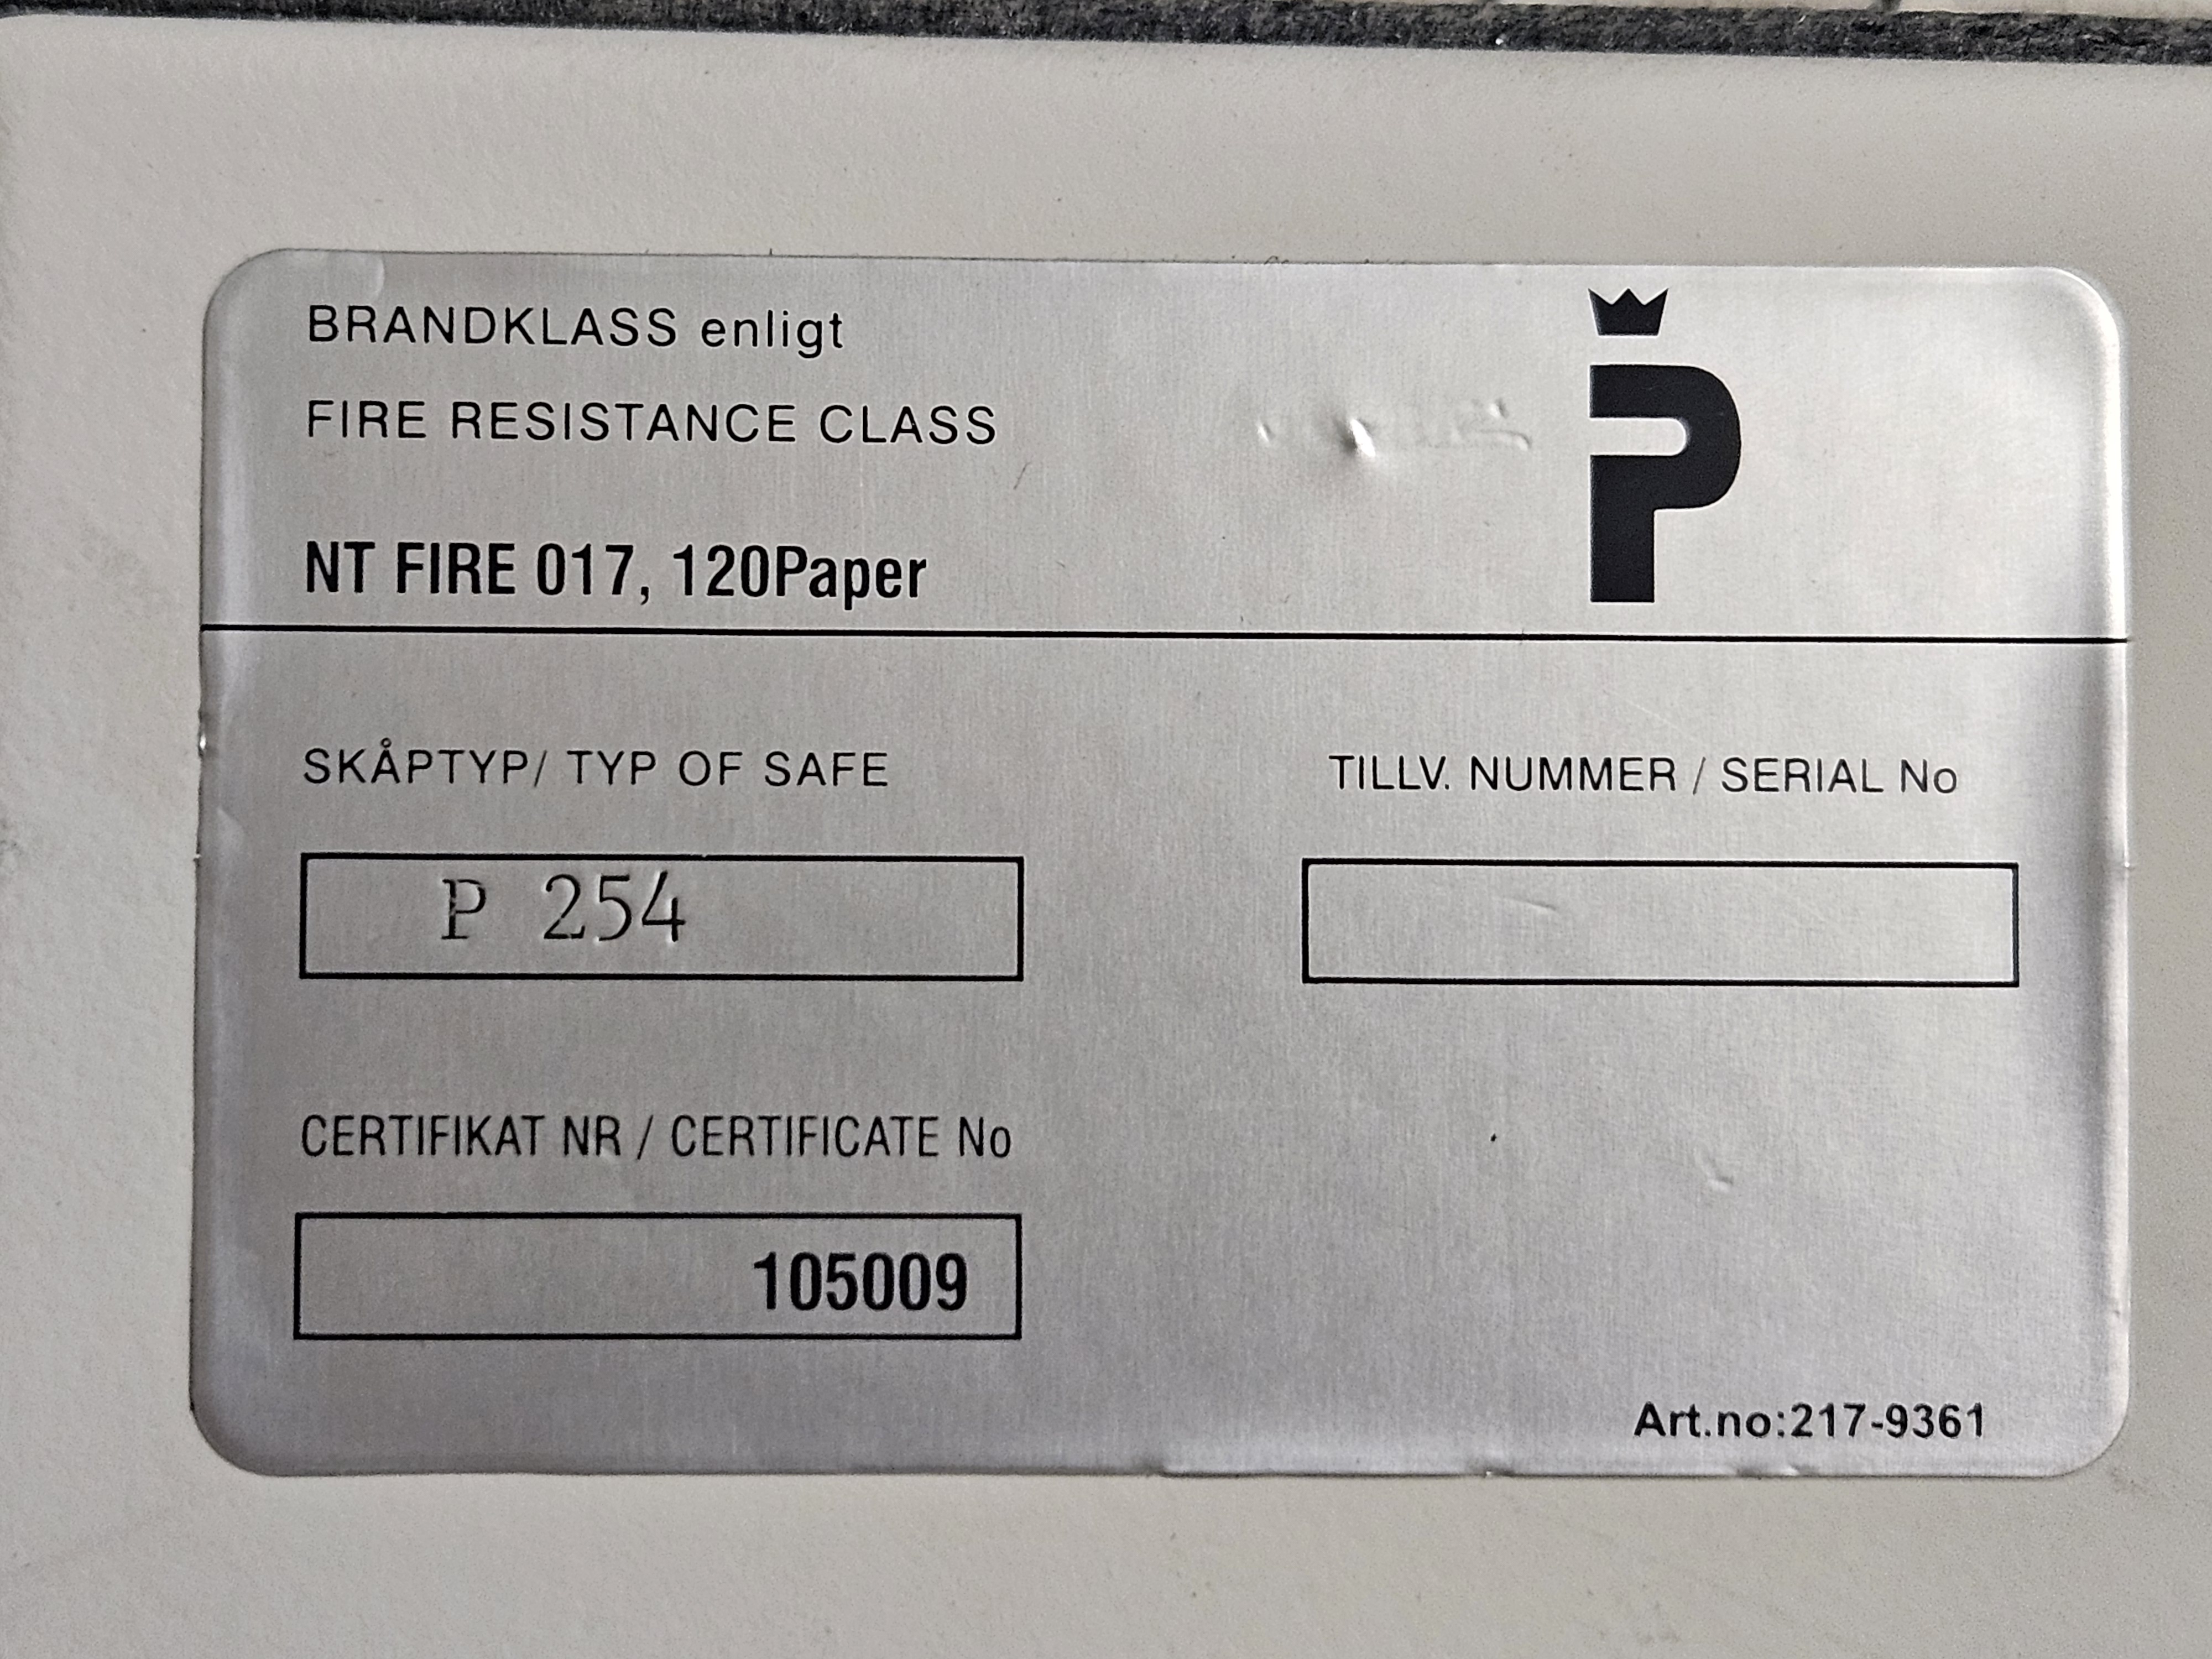 BRANDKLASS enligt
FIRE RESISTANCE CLASS
NT FIRE 017, 120Paper
P
SKÅPTYP/ TYP OF SAFE
TILLV. NUMMER / SERIAL No
P 254
CERTIFIKAT NR / CERTIFICATE No
105009
Art.no:217-9361